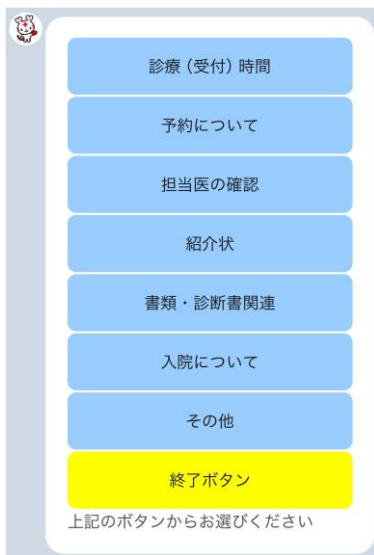 診療（受付）時間
予約について
担当医の確認
紹介状
書類・診断書関連
入院について
その他
終了ボタン
上記のボタンからお選びください